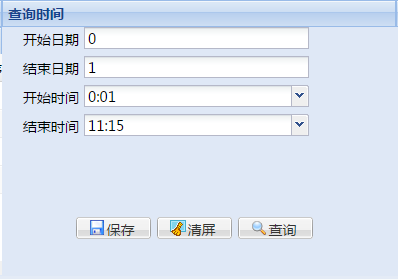 查询时间
开始日期 0
结束日期 1
开始时间 0:01
结束时间 11:15
保存 清屏 查询